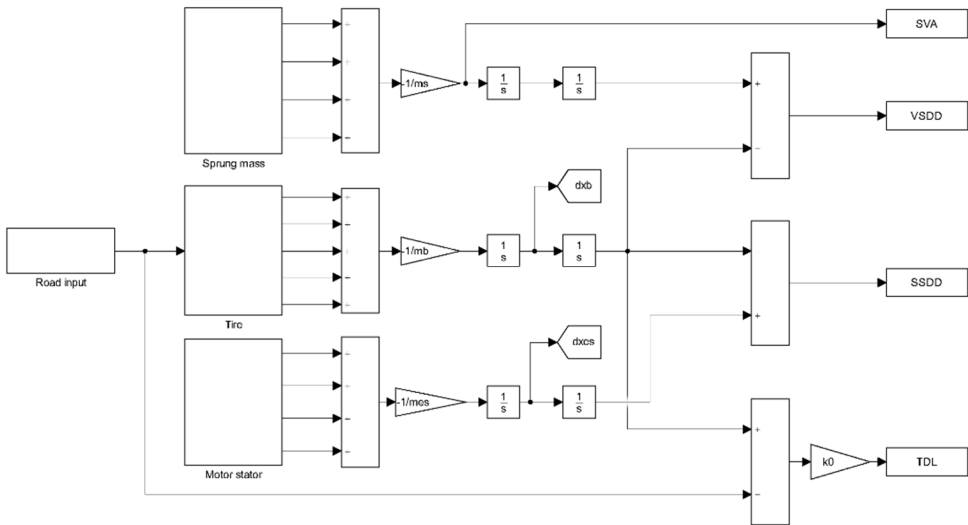 SVA
-1/ms
1
s
1
s
+
−
VSDD
Sprung mass
dxb
Road input
-1/mb
1
s
1
s
+
SSDD
Tire
dxcs
-1/mes
1
s
1
s
Motor stator
+
−
k0
TDL